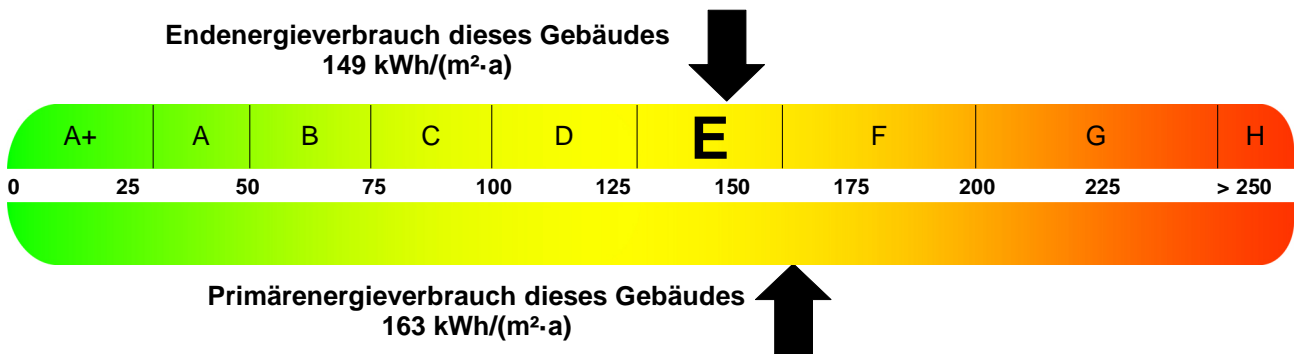 Endenergieverbrauch dieses Gebäudes
149 kWh/(m²·a)
A+ A B C D E F G H
0 25 50 75 100 125 150 175 200 225 > 250
Primärenergieverbrauch dieses Gebäudes
163 kWh/(m²·a)